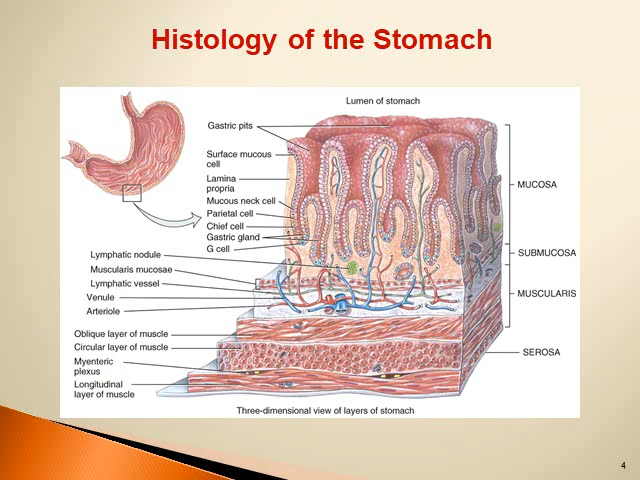 Histology of the Stomach
Lumen of stomach
Gastric pits
Surface mucous
cell
Lamina
propria
Mucous neck cell
Parietal cell
Chief cell
Gastric gland
G cell
Lymphatic nodule
Muscularis mucosae
Lymphatic vessel
Venule
Arteriole
Oblique layer of muscle
Circular layer of muscle
Myenteric
plexus
Longitudinal
layer of muscle
MUCOSA
SUBMUCOSA
MUSCULARIS
SEROSA
Three-dimensional view of layers of stomach
4